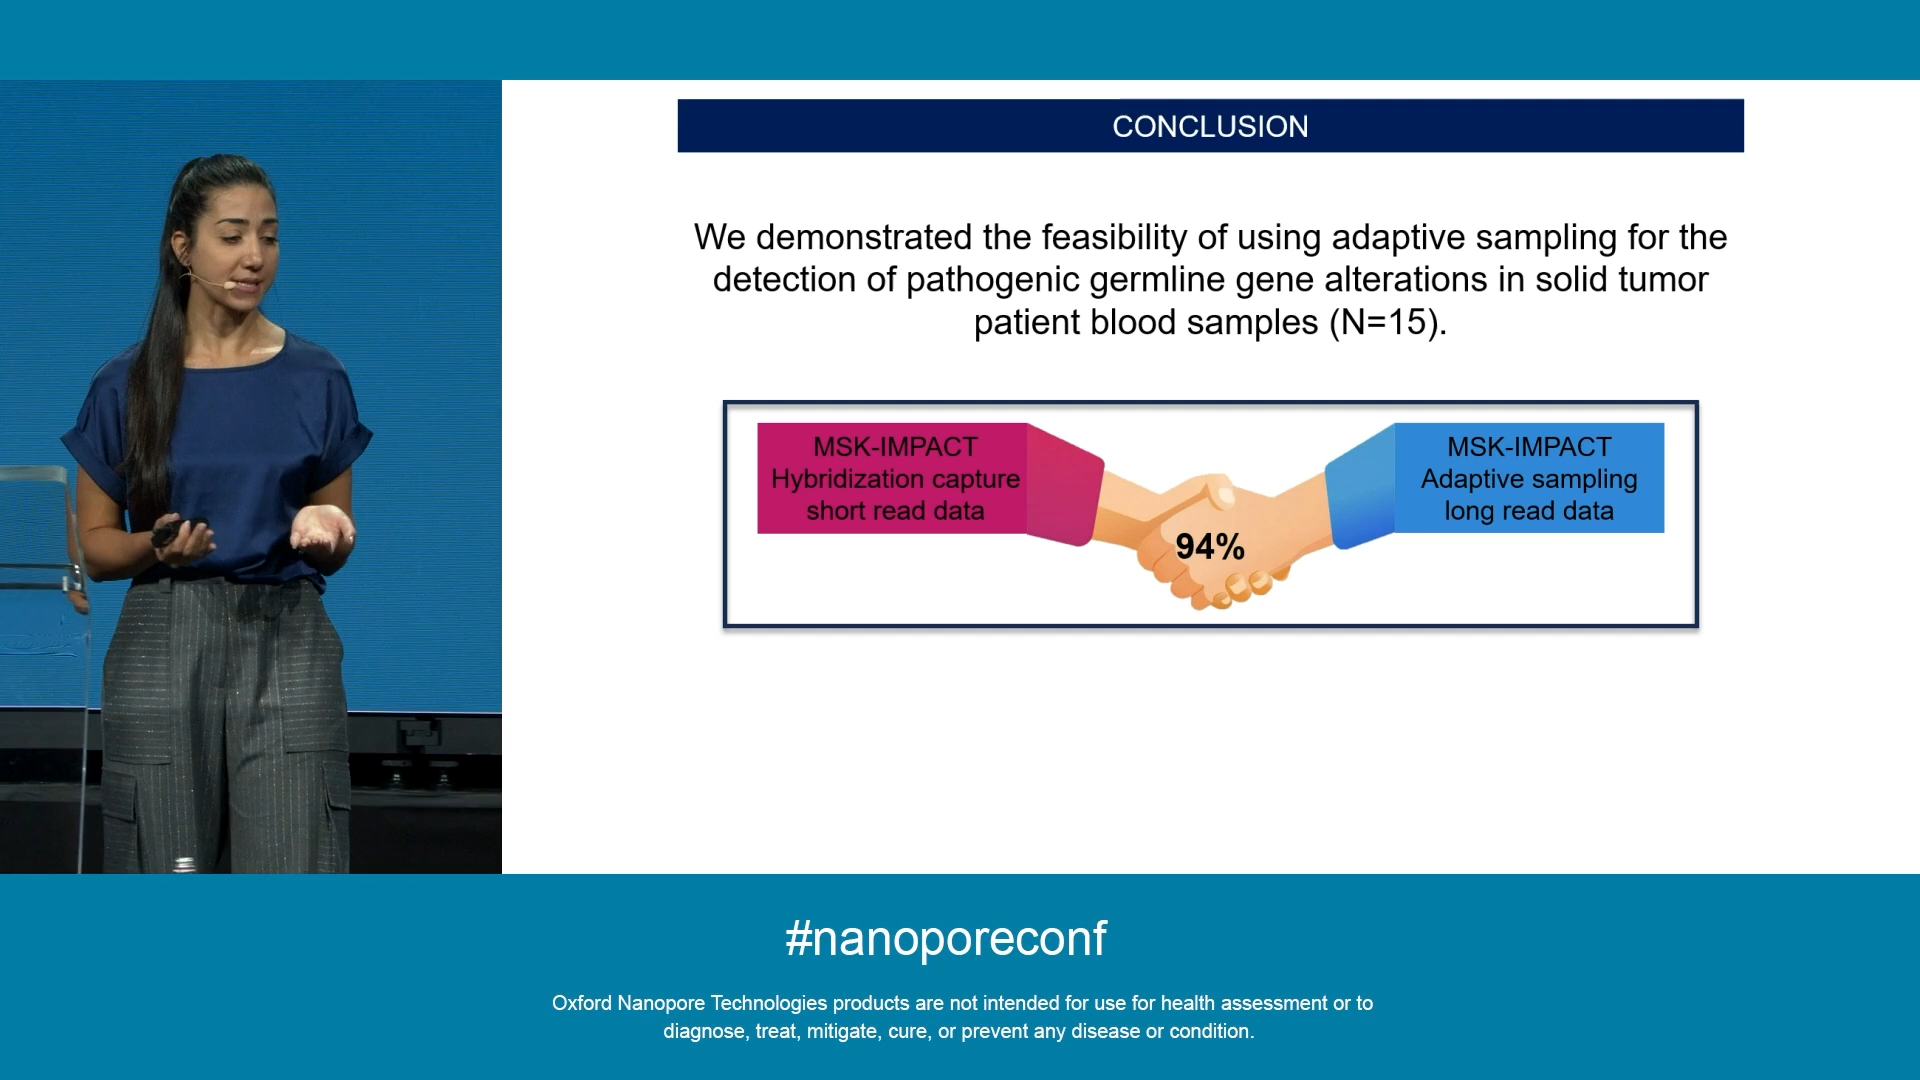 CONCLUSION
We demonstrated the feasibility of using adaptive sampling for the
detection of pathogenic germline gene alterations in solid tumor
patient blood samples (N=15).
MSK-IMPACT
Hybridization capture
short read data
94%
MSK-IMPACT
Adaptive sampling
long read data
#nanoporeconf
Oxford Nanopore Technologies products are not intended for use for health assessment or to
diagnose, treat, mitigate, cure, or prevent any disease or condition.